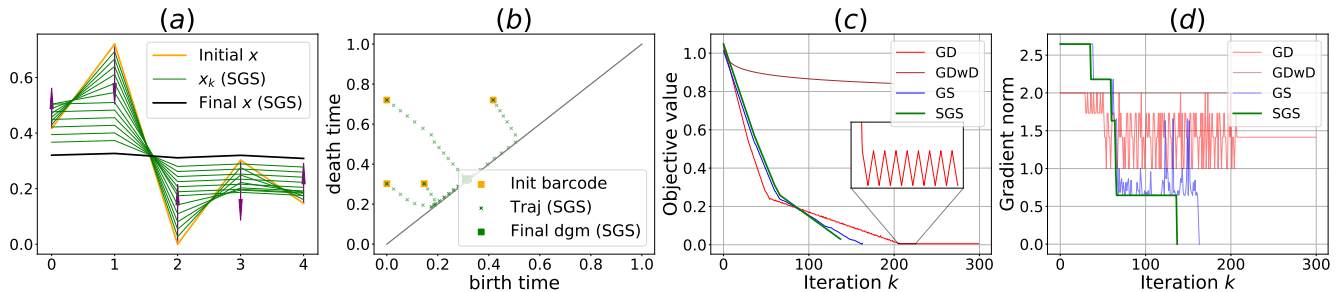 (a)
Initial x
x_k (SGS)
Final x (SGS)
0.6
0.4
0.2
0.0
0 1 2 3 4
(b)
death time
1.0
0.8
0.6
0.4
0.2
0.0
Init barcode
Traj (SGS)
Final dgm (SGS)
0.0 0.2 0.4 0.6 0.8 1.0
birth time
(c)
Objective value
1.0
0.8
0.6
0.4
0.2
0.0
GD
GDwD
GS
SGS
0 100 200 300
Iteration k
(d)
Gradient norm
2.5
2.0
1.5
1.0
0.5
0.0
GD
GDwD
GS
SGS
0 100 200 300
Iteration k